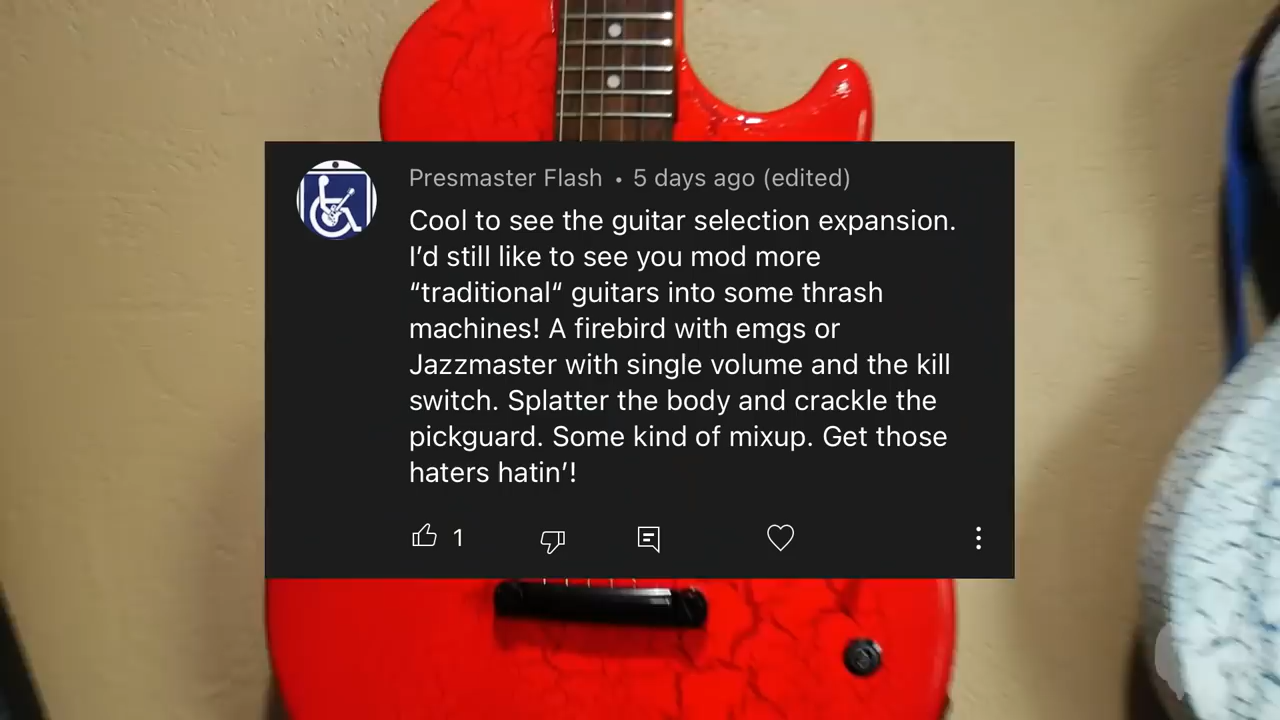 Presmaster Flash • 5 days ago (edited)
Cool to see the guitar selection expansion.
I’d still like to see you mod more
“traditional“ guitars into some thrash
machines! A firebird with emgs or
Jazzmaster with single volume and the kill
switch. Splatter the body and crackle the
pickguard. Some kind of mixup. Get those
haters hatin’!
1